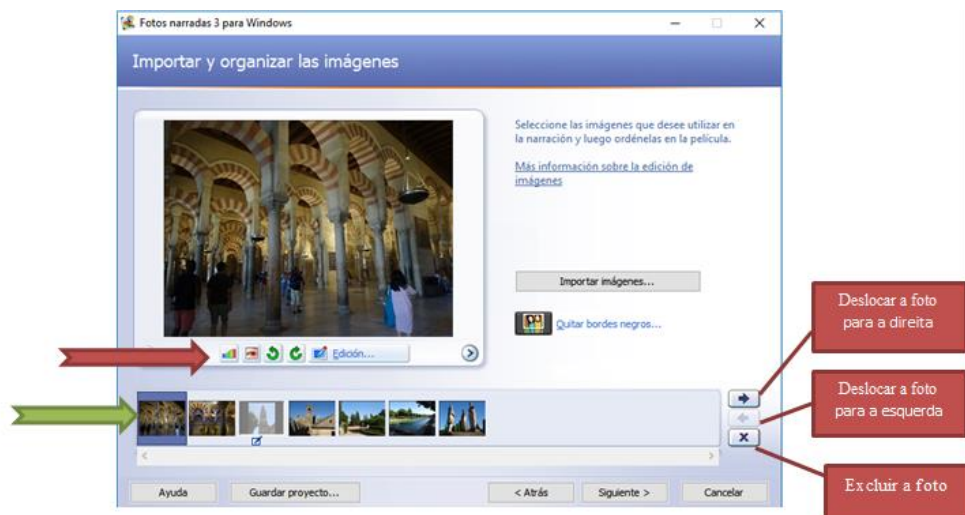 Fotos narradas 3 para Windows
Importar y organizar las imágenes
Seleccione las imágenes que desee utilizar en
la narración y luego ordénelas en la película.
Más información sobre la edición de
imágenes
Importar imágenes...
Quitar bordes negros...
Edición...
Deslocar a foto
para a direita
Deslocar a foto
para a esquerda
Excluir a foto
Ayuda
Guardar proyecto...
< Atrás
Siguiente >
Cancelar